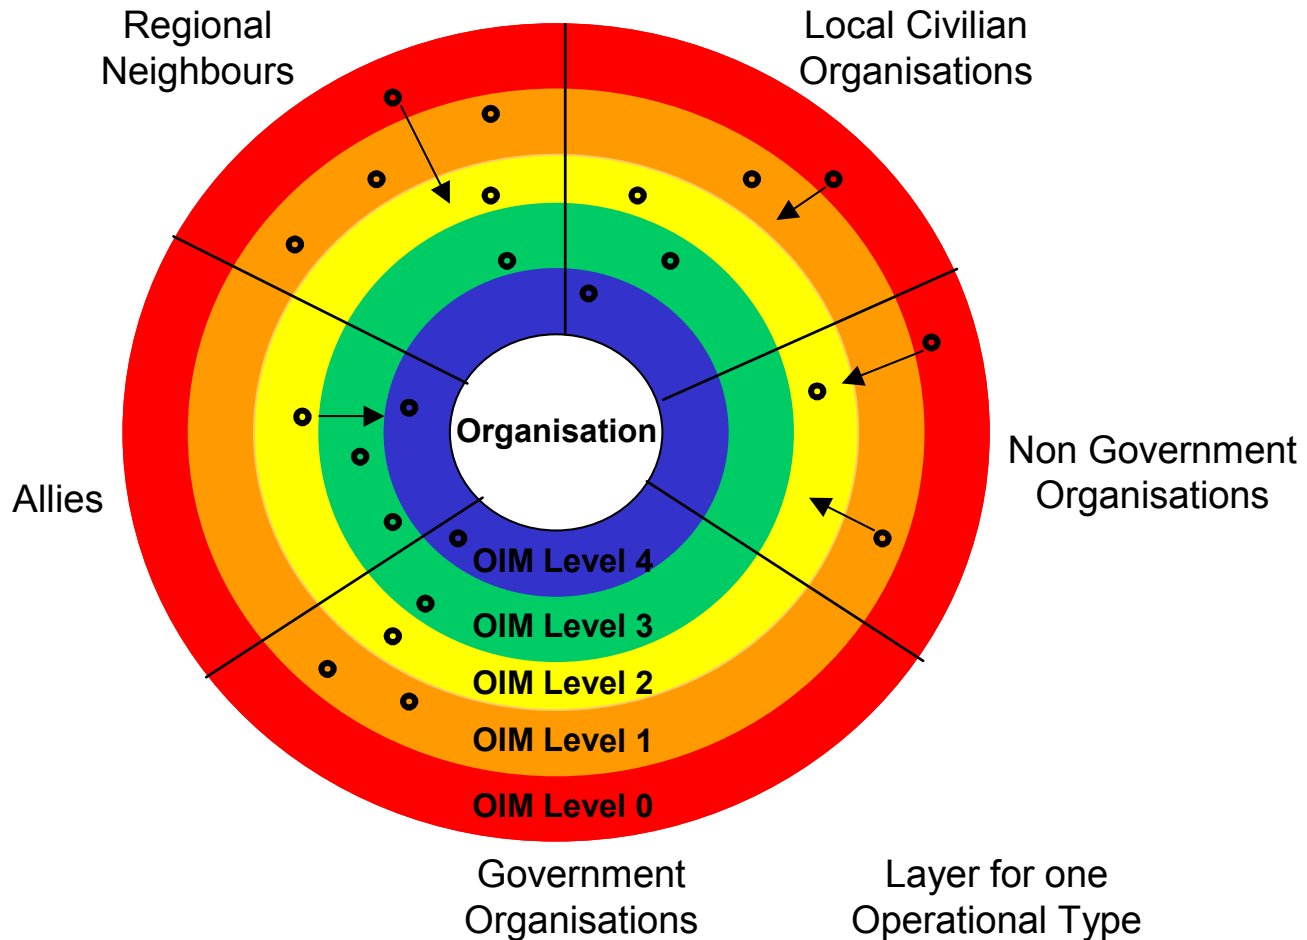 Regional
Neighbours
Local Civilian
Organisations
Organisation
Non Government
Organisations
Allies
OIM Level 4
OIM Level 3
OIM Level 2
OIM Level 1
OIM Level 0
Government
Organisations
Layer for one
Operational Type